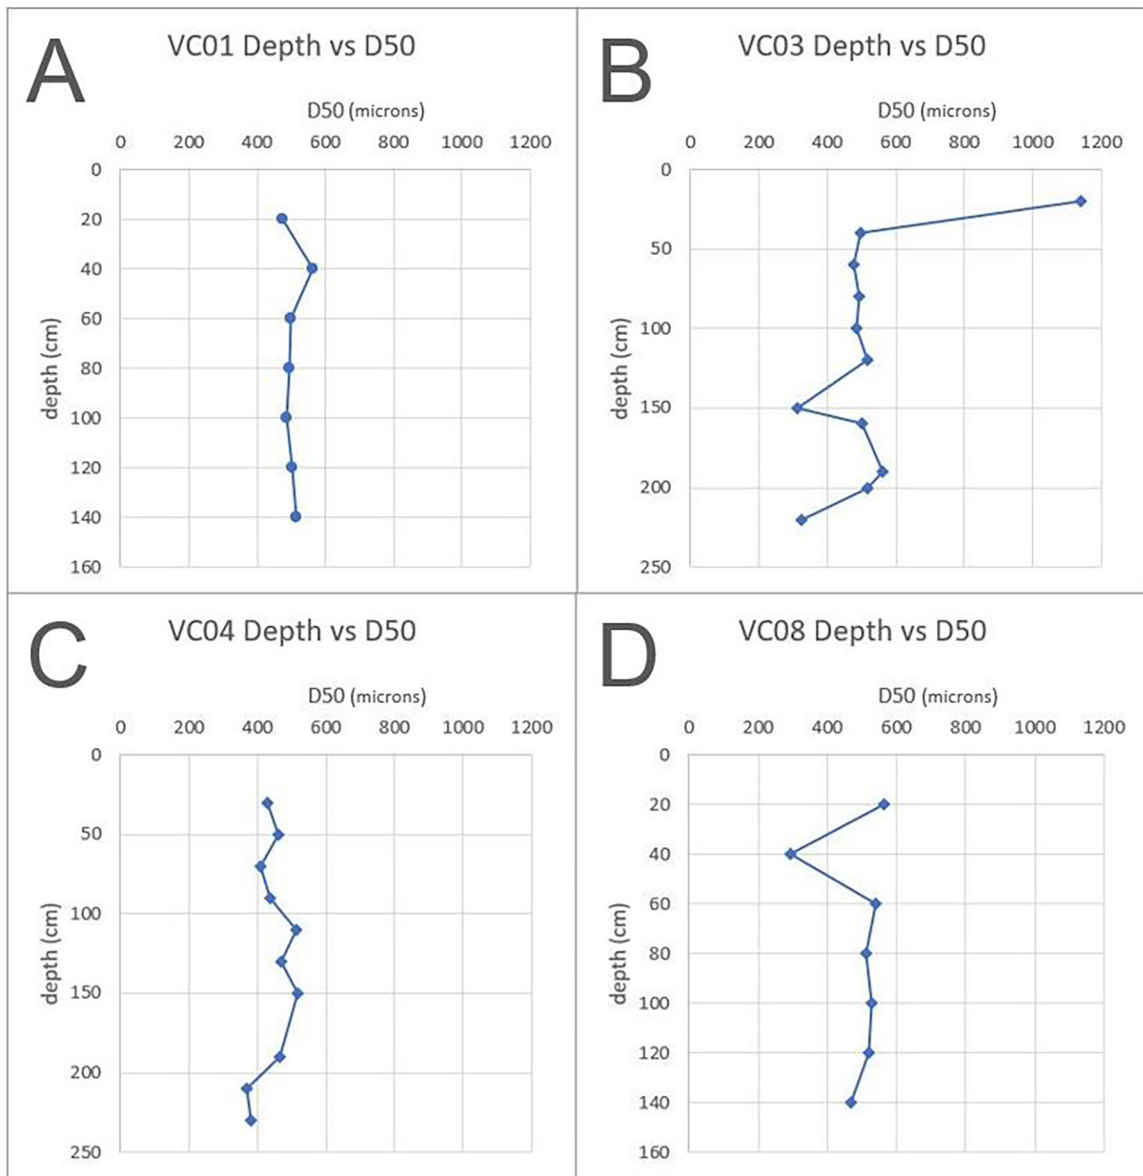 A
VC01 Depth vs D50
D50 (microns)
0 200 400 600 800 1000 1200
0
20
40
60
80
100
120
140
160
depth (cm)
B
VC03 Depth vs D50
D50 (microns)
0 200 400 600 800 1000 1200
0
50
100
150
200
250
depth (cm)
C
VC04 Depth vs D50
D50 (microns)
0 200 400 600 800 1000 1200
0
50
100
150
200
250
depth (cm)
D
VC08 Depth vs D50
D50 (microns)
0 200 400 600 800 1000 1200
0
20
40
60
80
100
120
140
160
depth (cm)